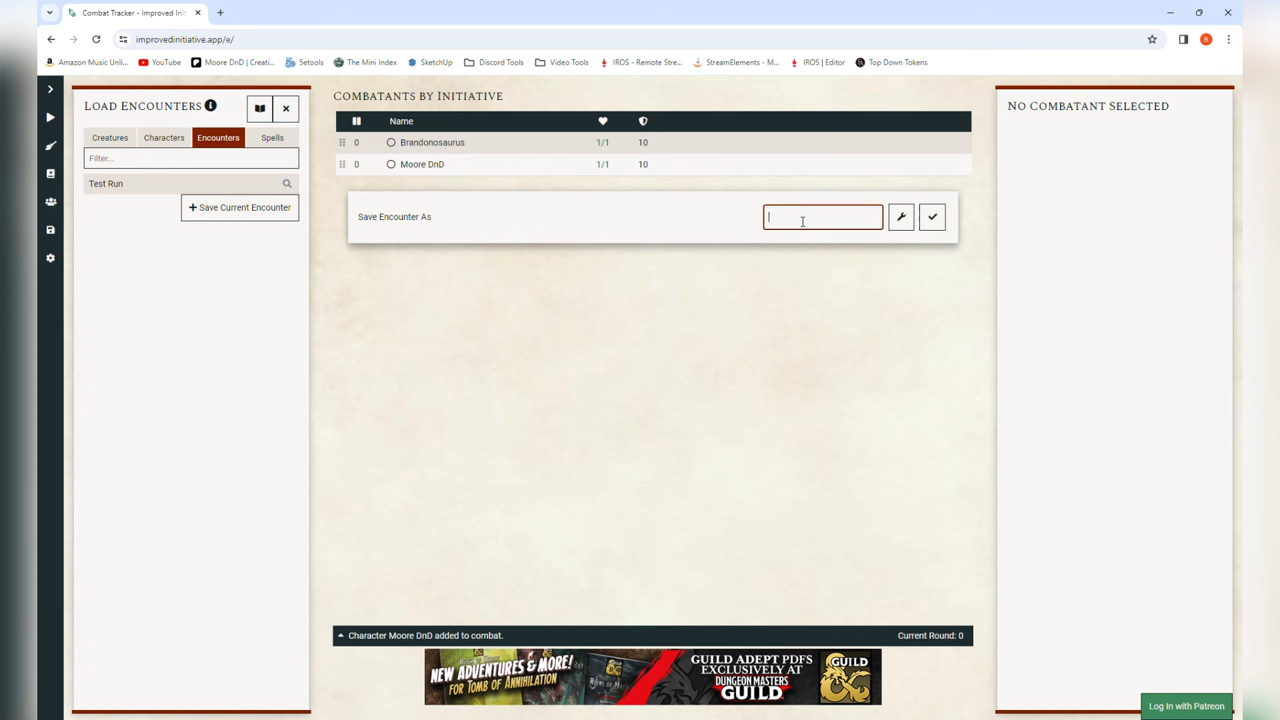 Combat Tracker - Improved Ini
improvedinitiative.app/e/
Amazon Music Unli...
YouTube
Moore DnD | Creati...
5etools
The Mini Index
SketchUp
Discord Tools
Video Tools
IROS - Remote Stre...
StreamElements - M...
IROS | Editor
Top Down Tokens
LOAD ENCOUNTERS
Creatures
Characters
Encounters
Spells
Filter...
Test Run
Save Current Encounter
COMBATANTS BY INITIATIVE
Name
0 Brandonosaurus 1/1 10
0 Moore DnD 1/1 10
Save Encounter As
NO COMBATANT SELECTED
Character Moore DnD added to combat.
Current Round: 0
NEW ADVENTURES & MORE!
FOR TOMB OF ANNIHILATION
GUILD ADEPT PDFS
EXCLUSIVELY AT
DUNGEON MASTERS
GUILD
GUILD
Log In with Patreon